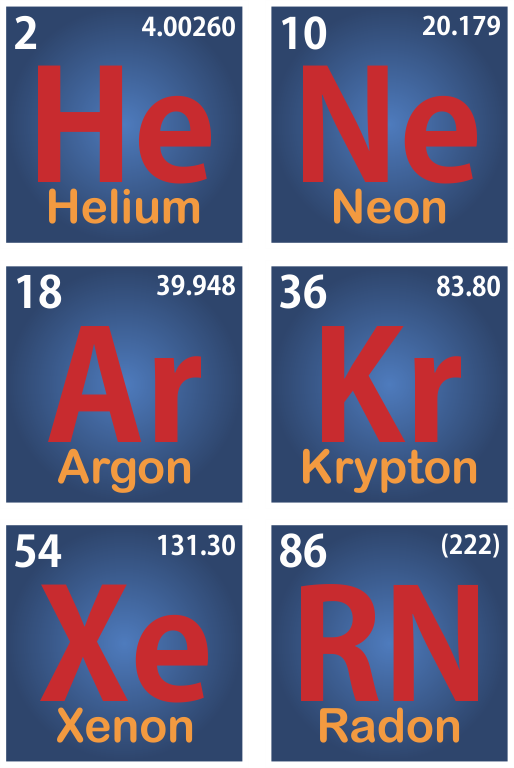 2 4.00260
He
Helium
10 20.179
Ne
Neon
18 39.948
Ar
Argon
36 83.80
Kr
Krypton
54 131.30
Xe
Xenon
86 (222)
RN
Radon